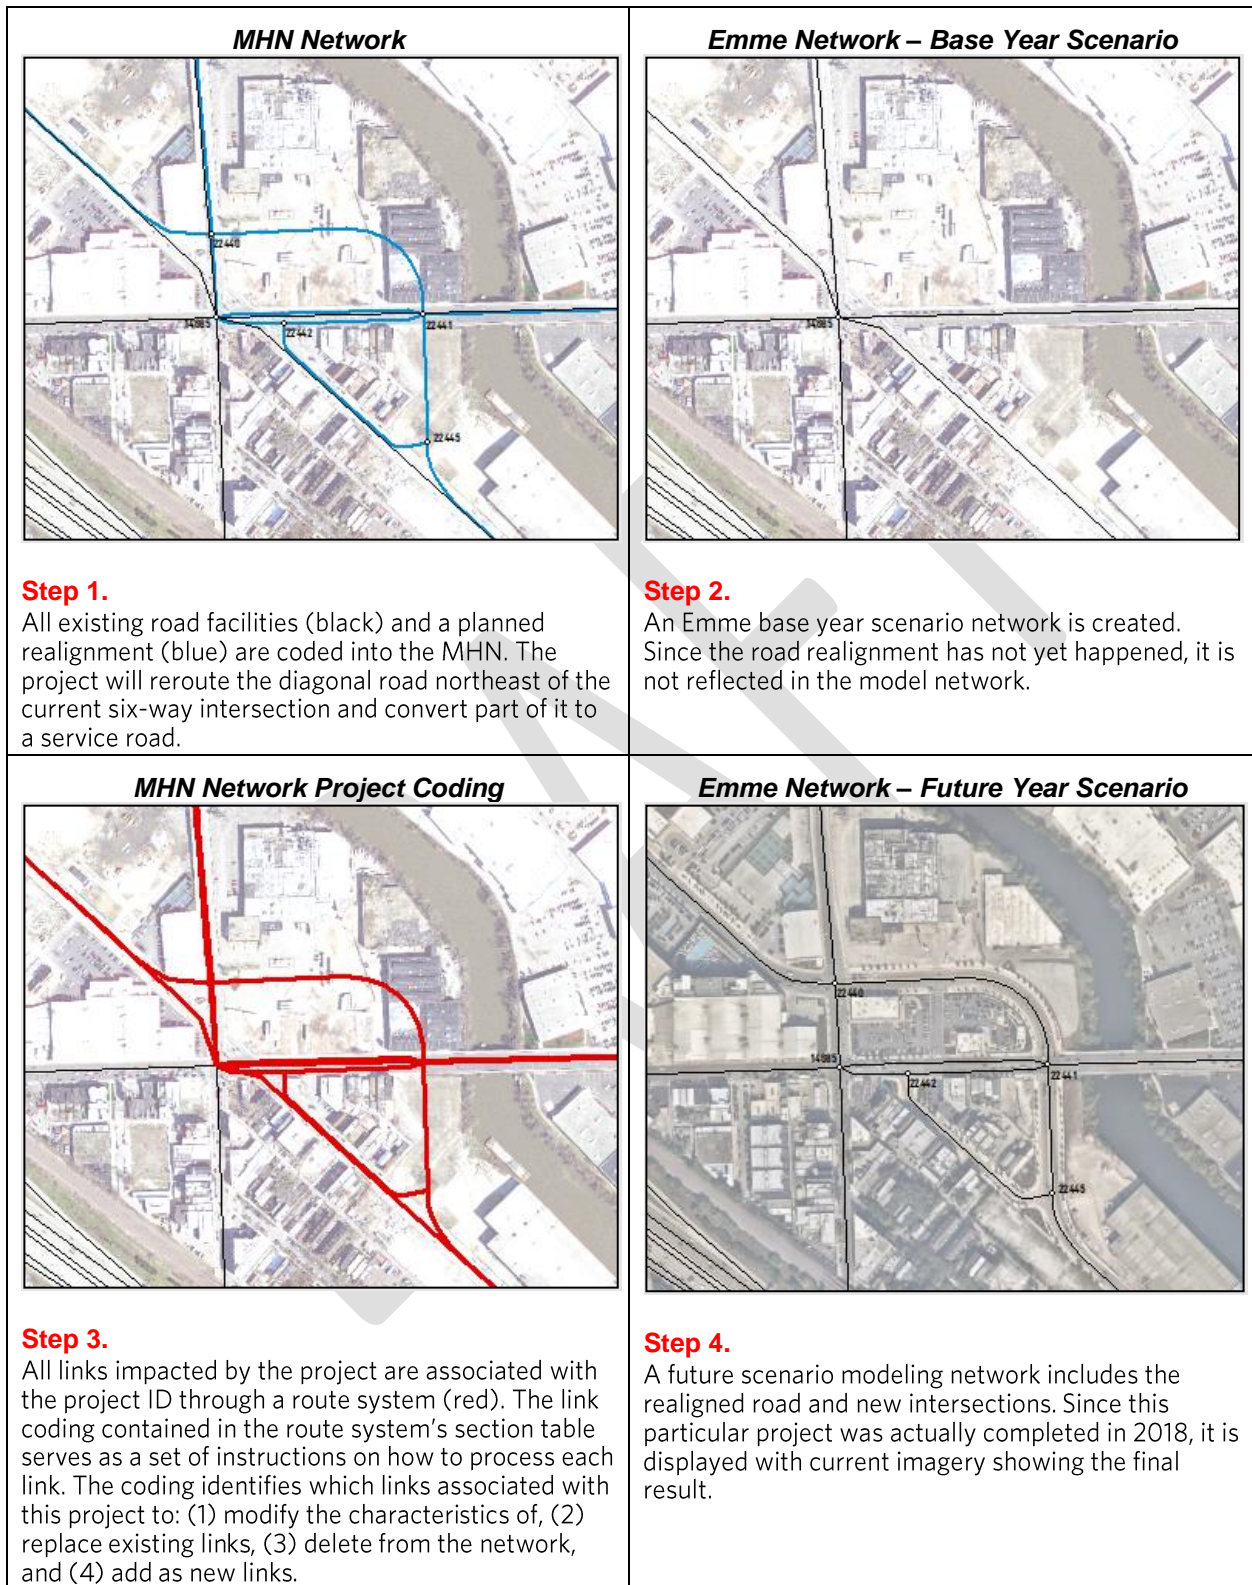 MHN Network
22440
14885
22441
22442
22445
Step 1.
All existing road facilities (black) and a planned
realignment (blue) are coded into the MHN. The
project will reroute the diagonal road northeast of the
current six-way intersection and convert part of it to
a service road.
Emme Network – Base Year Scenario
14885
Step 2.
An Emme base year scenario network is created.
Since the road realignment has not yet happened, it is
not reflected in the model network.
MHN Network Project Coding
Step 3.
All links impacted by the project are associated with
the project ID through a route system (red). The link
coding contained in the route system’s section table
serves as a set of instructions on how to process each
link. The coding identifies which links associated with
this project to: (1) modify the characteristics of, (2)
replace existing links, (3) delete from the network,
and (4) add as new links.
Emme Network – Future Year Scenario
22440
14885
22441
22442
22445
Step 4.
A future scenario modeling network includes the
realigned road and new intersections. Since this
particular project was actually completed in 2018, it is
displayed with current imagery showing the final
result.